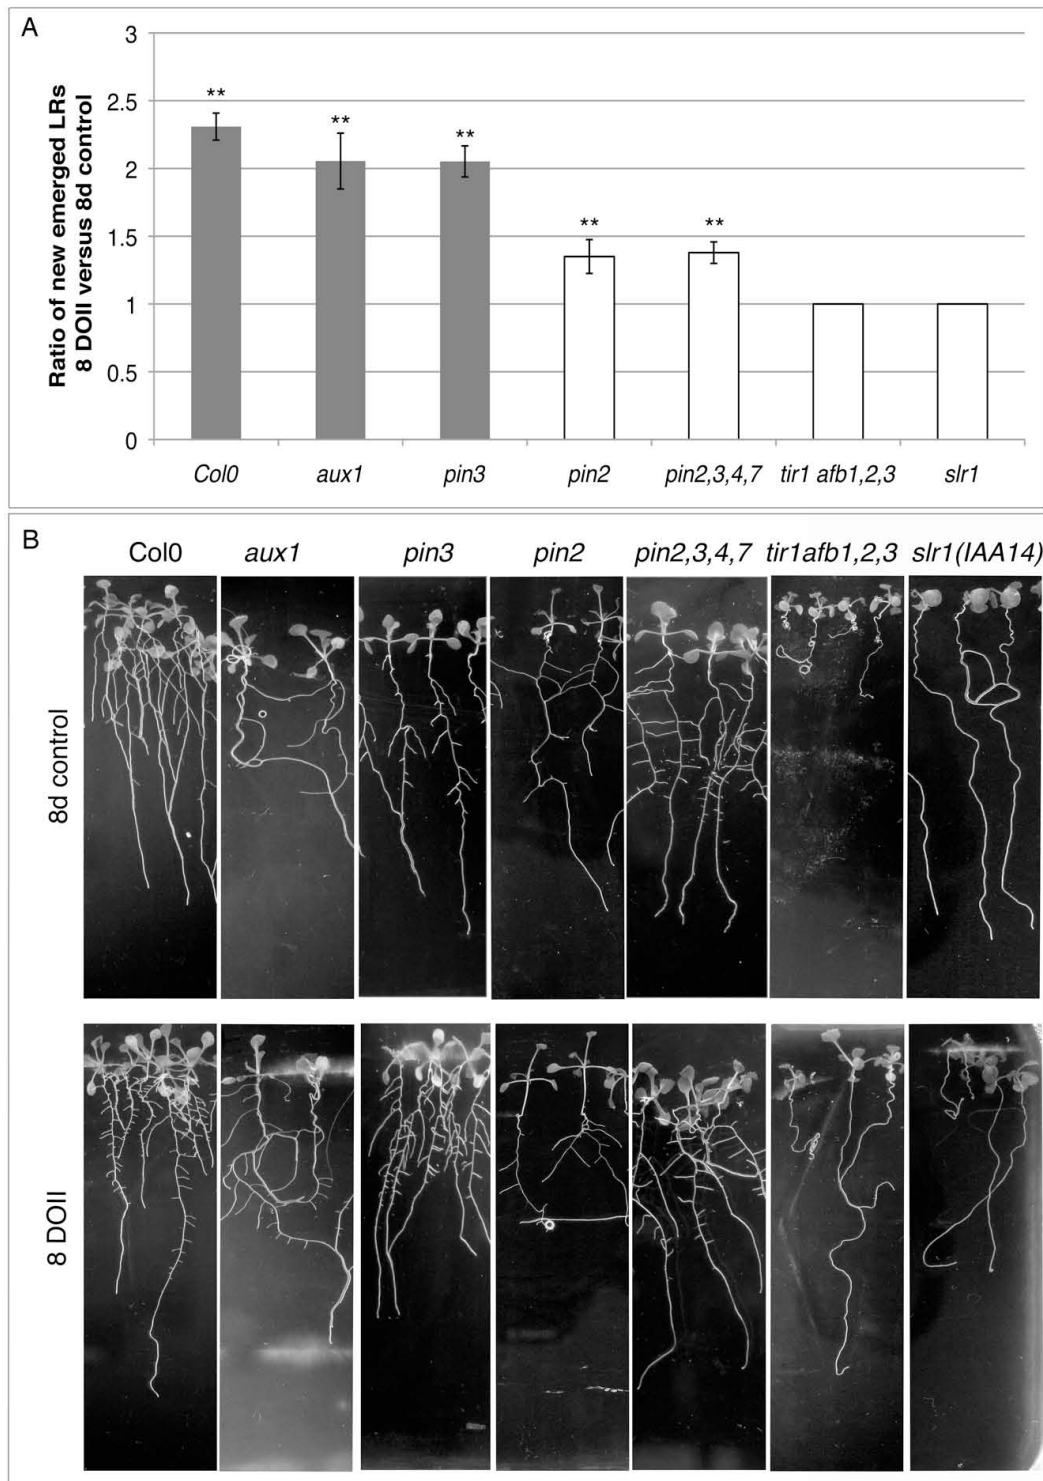 A
Ratio of new emerged LRs
8 DOII versus 8d control
3
2.5
2
1.5
1
0.5
0
**
**
**
**
**
Col0
aux1
pin3
pin2
pin2,3,4,7
tir1 afb1,2,3
slr1
B
Col0
aux1
pin3
pin2
pin2,3,4,7
tir1afb1,2,3
slr1(IAA14)
8d control
8 DOII